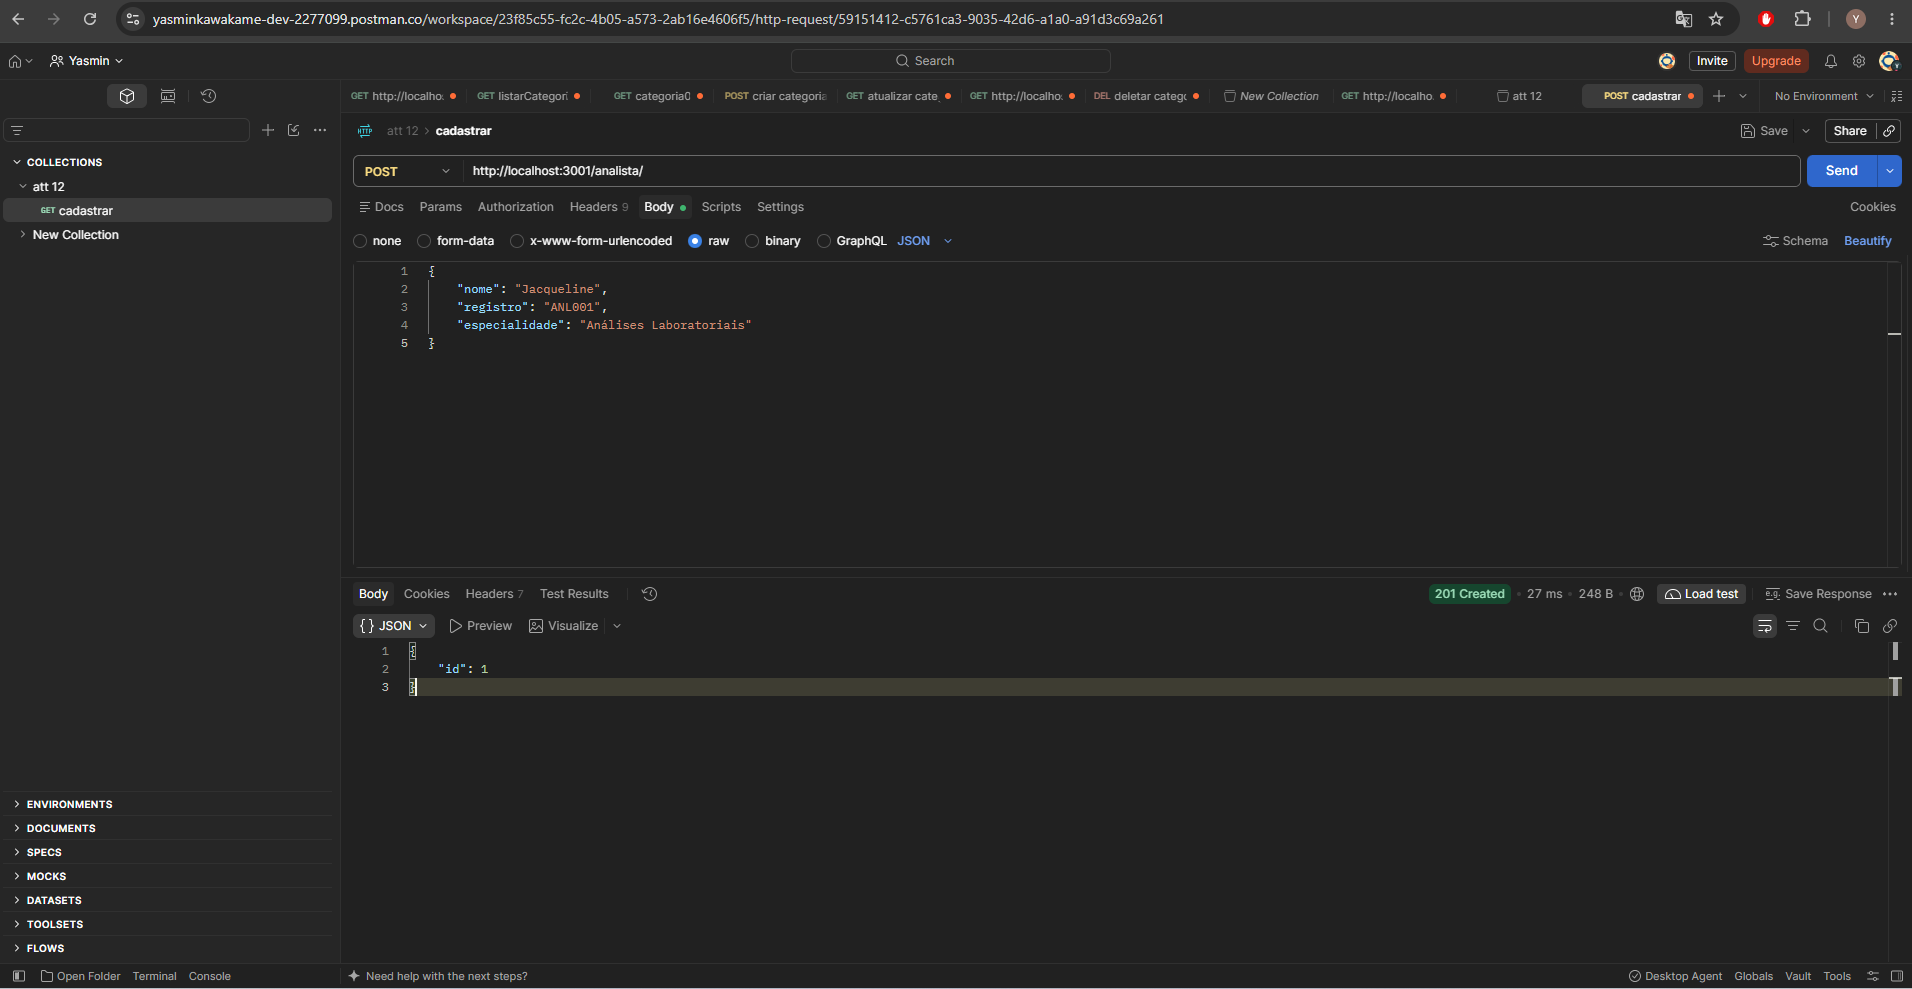 yasminkawakame-dev-2277099.postman.co/workspace/23f85c55-fc2c-4b05-a573-2ab16e4606f5/http-request/59151412-c5761ca3-9035-42d6-a1a0-a91d3c69a261
Y
Yasmin
Search
Invite
Upgrade
GET http://localho
GET listarCategori
GET categoria0
POST criar categoria
GET atualizar cate
GET http://localho
DEL deletar catego
New Collection
GET http://localho
att 12
POST cadastrar
No Environment
HTTP att 12 > cadastrar
Save
Share
COLLECTIONS
att 12
GET cadastrar
New Collection
POST http://localhost:3001/analista/
Send
Docs Params Authorization Headers 9 Body Scripts Settings
Cookies
none form-data x-www-form-urlencoded raw binary GraphQL JSON
Schema Beautify
1 {
2 "nome": "Jacqueline",
3 "registro": "ANL001",
4 "especialidade": "Análises Laboratoriais"
5 }
Body Cookies Headers 7 Test Results
201 Created • 27 ms • 248 B
Load test
e.g. Save Response
{} JSON Preview Visualize
1 {
2 "id": 1
3 }
ENVIRONMENTS
DOCUMENTS
SPECS
MOCKS
DATASETS
TOOLSETS
FLOWS
Open Folder Terminal Console
Need help with the next steps?
Desktop Agent Globals Vault Tools